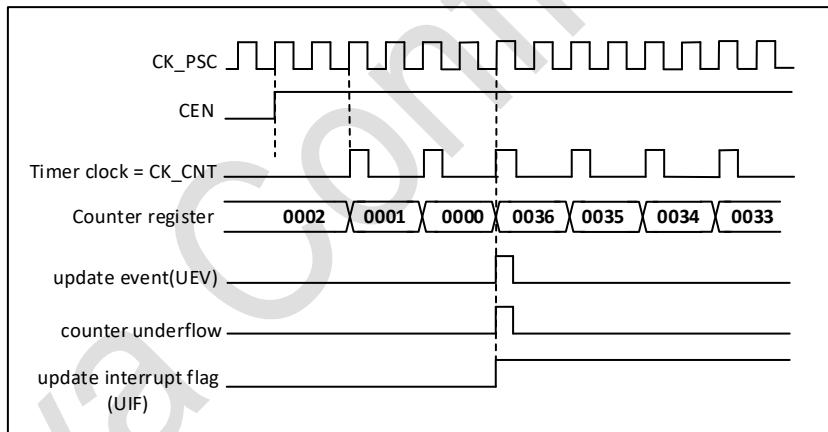 CK_PSC
CEN
Timer clock = CK_CNT
Counter register 0002 0001 0000 0036 0035 0034 0033
update event(UEV)
counter underflow
update interrupt flag
(UIF)